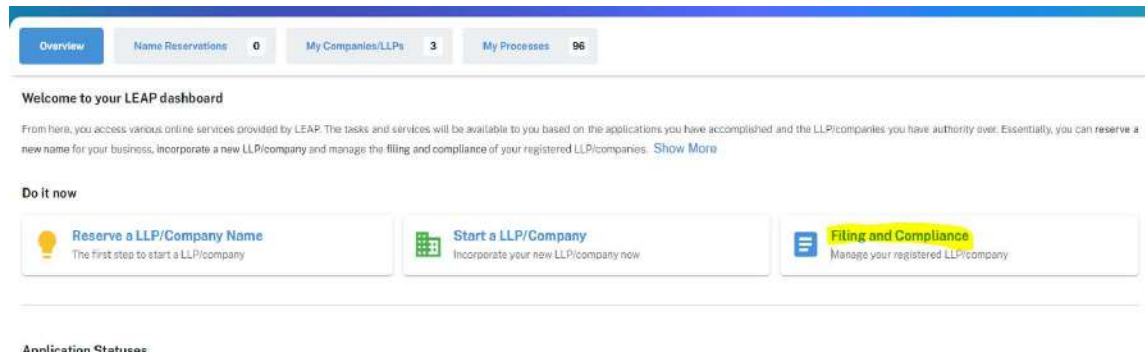 Overview Name Reservations 0 My Companies/LLPs 3 My Processes 96
Welcome to your LEAP dashboard
From here, you access various online services provided by LEAP. The tasks and services will be available to you based on the applications you have accomplished and the LLP/companies you have authority over. Essentially, you can reserve a
new name for your business, incorporate a new LLP/company and manage the filing and compliance of your registered LLP/companies. Show More
Do it now
Reserve a LLP/Company Name
The first step to start a LLP/company
Start a LLP/Company
Incorporate your new LLP/company now
Filing and Compliance
Manage your registered LLP/company
Application Statuses